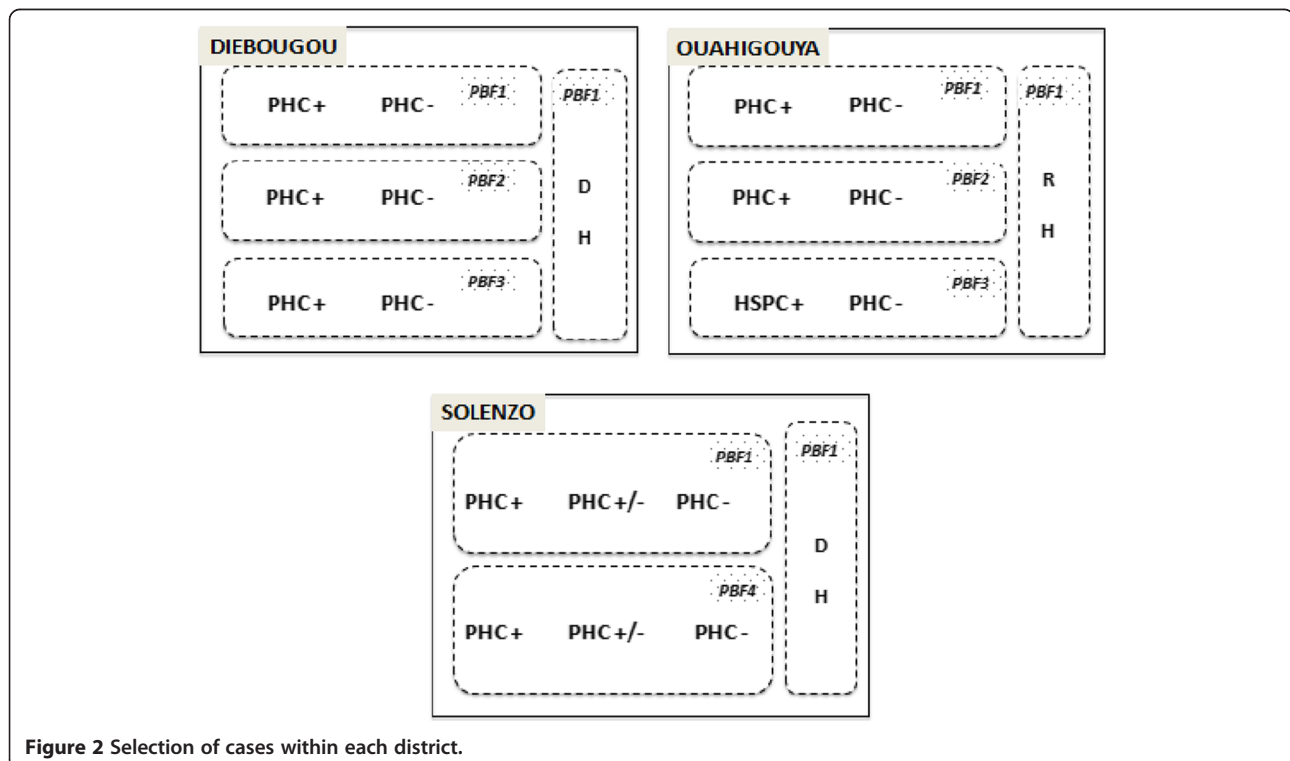 DIEBOUGOU
PHC+ PHC- PBF1
PHC+ PHC- PBF2
PHC+ PHC- PBF3
PBF1
D
H
OUAHIGOUYA
PHC+ PHC- PBF1
PHC+ PHC- PBF2
HSPC+ PHC- PBF3
PBF1
R
H
SOLENZO
PBF1
PHC+ PHC+/- PHC-
PBF4
PHC+ PHC+/- PHC-
PBF1
D
H
Figure 2 Selection of cases within each district.